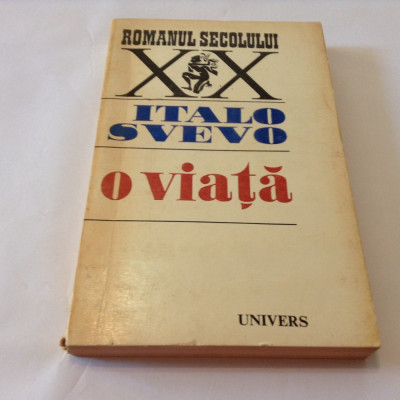 ROMANUL SECOLULUI
XX
ITALO
SVEVO
o viață
UNIVERS